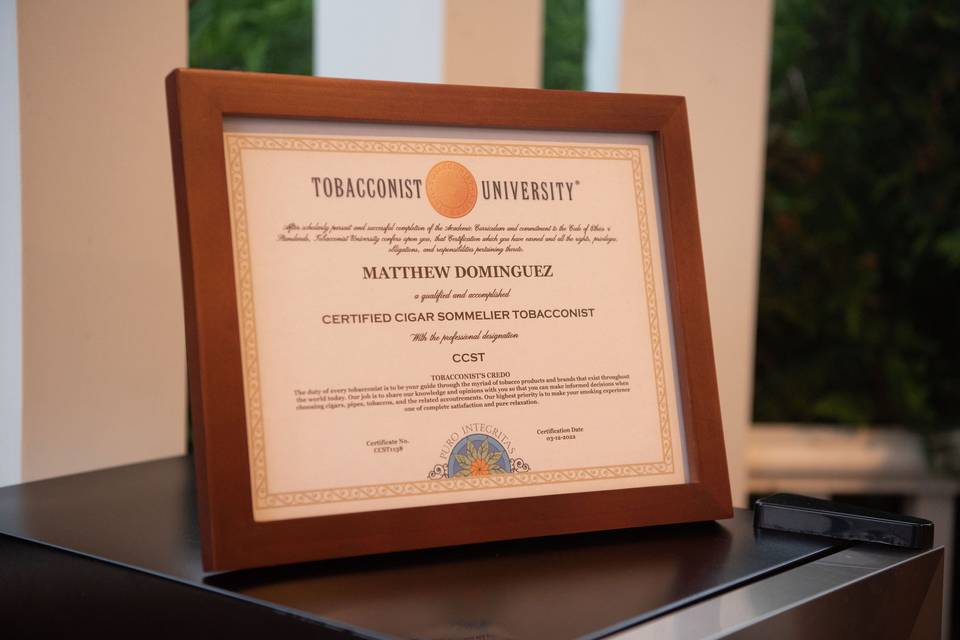 TOBACCONIST UNIVERSITY®
After scholarly pursuit and successful completion of the Academic Curriculum and commitment to the Code of Ethics &
Standards, Tobacconist University confers upon you, that Certification which you have earned and all the rights, privileges,
obligations, and responsibilities pertaining thereto.
MATTHEW DOMINGUEZ
a qualified and accomplished
CERTIFIED CIGAR SOMMELIER TOBACCONIST
With the professional designation
CCST
TOBACCONIST'S CREDO
The duty of every tobacconist is to be your guide through the myriad of tobacco products and brands that exist throughout
the world today. Our job is to share our knowledge and opinions with you so that you can make informed decisions when
choosing cigars, pipes, tobaccos, and the related accoutrements. Our highest priority is to make your smoking experience
one of complete satisfaction and pure relaxation.
Certificate No.
CCST1138
PURO INTEGRITAS
Certification Date
03-12-2022